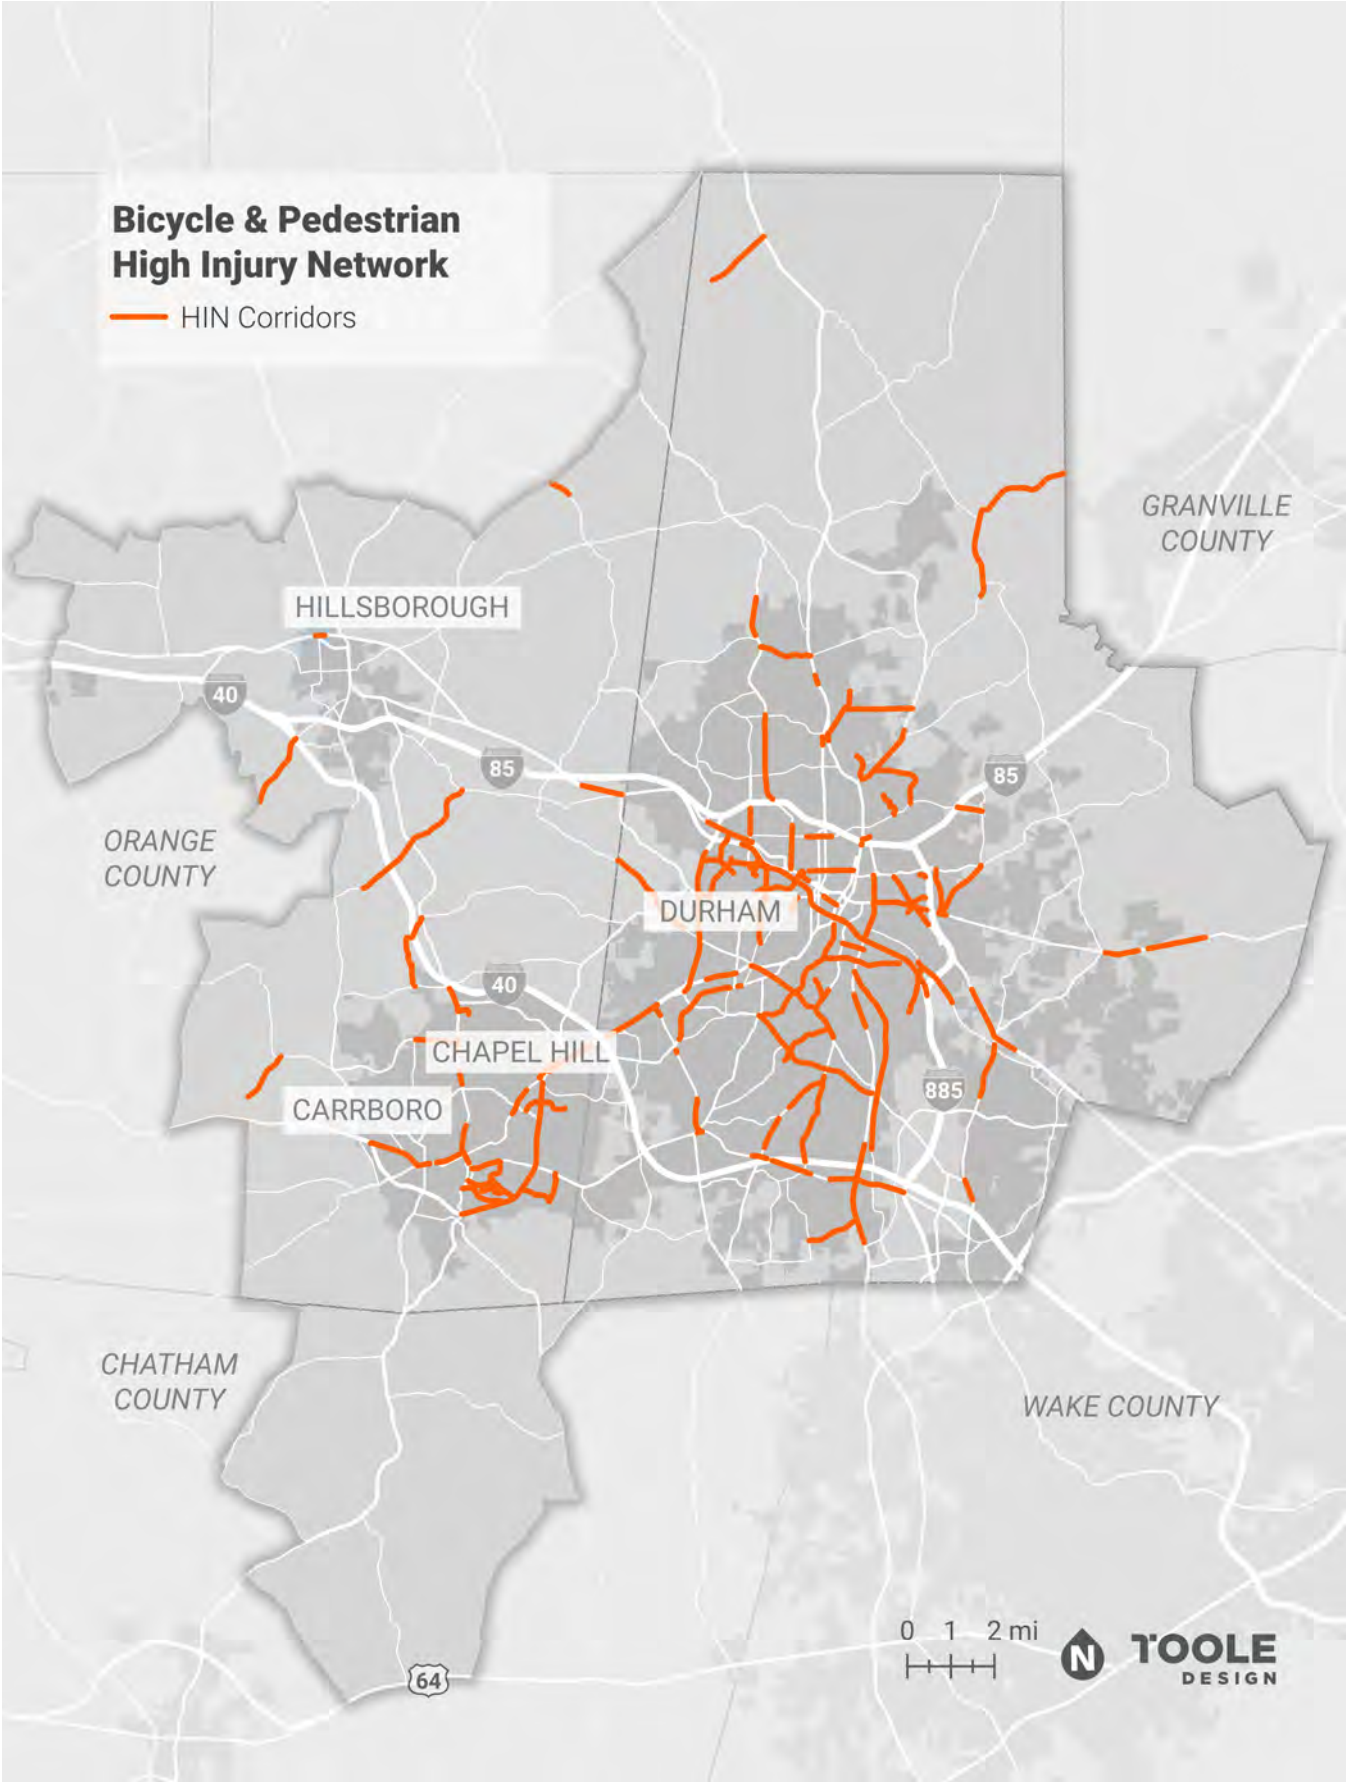 Bicycle & Pedestrian
High Injury Network
HIN Corridors
GRANVILLE
COUNTY
HILLSBOROUGH
40
85
85
ORANGE
COUNTY
DURHAM
40
CHAPEL HILL
885
CARRBORO
CHATHAM
COUNTY
WAKE COUNTY
0 1 2 mi
N
TOOLE
DESIGN
64